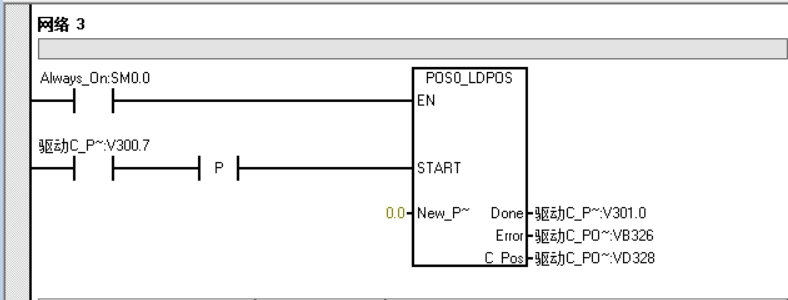 网络 3
Always_On:SM0.0
POS0_LDPOS
EN
驱动C_P~:V300.7
P
START
0.0 New_P~ Done 驱动C_P~:V301.0
Error 驱动C_PO~:VB326
C_Pos 驱动C_PO~:VD328